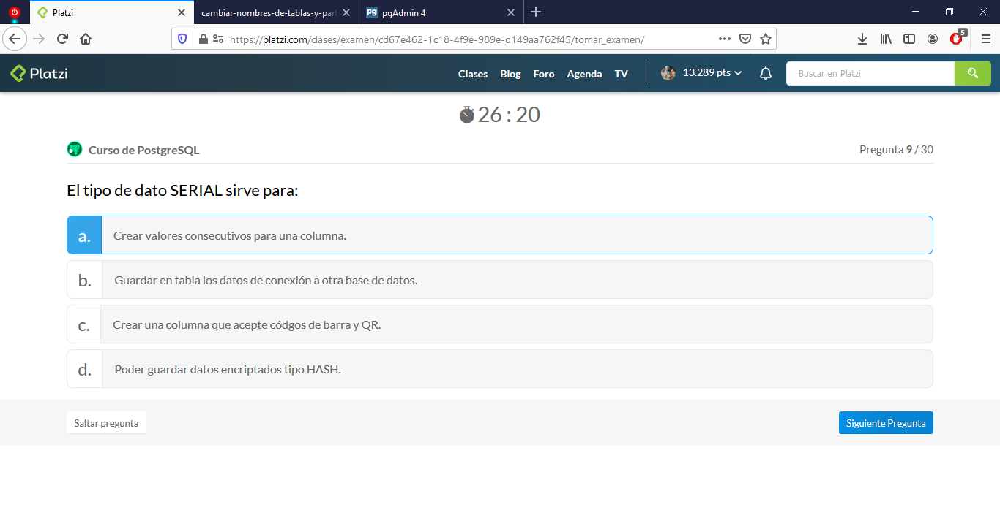 Platzi
cambiar-nombres-de-tablas-y-part
Pg pgAdmin 4
https://platzi.com/clases/examen/cd67e462-1c18-4f9e-989e-d149aa762f45/tomar_examen/
5
Platzi
Clases Blog Foro Agenda TV 13.289 pts Buscar en Platzi
26 : 20
Curso de PostgreSQL Pregunta 9 / 30
El tipo de dato SERIAL sirve para:
a. Crear valores consecutivos para una columna.
b. Guardar en tabla los datos de conexión a otra base de datos.
c. Crear una columna que acepte códgos de barra y QR.
d. Poder guardar datos encriptados tipo HASH.
Saltar pregunta Siguiente Pregunta